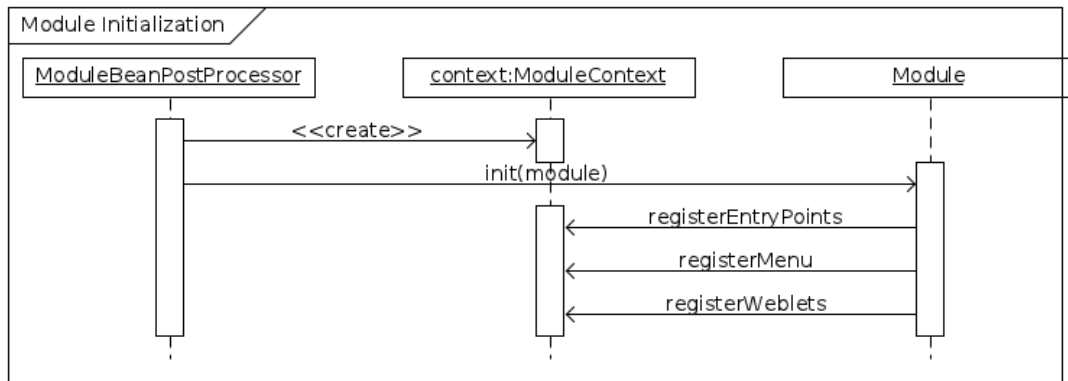 Module Initialization
ModuleBeanPostProcessor
context:ModuleContext
Module
<<create>>
init(module)
registerEntryPoints
registerMenu
registerWeblets